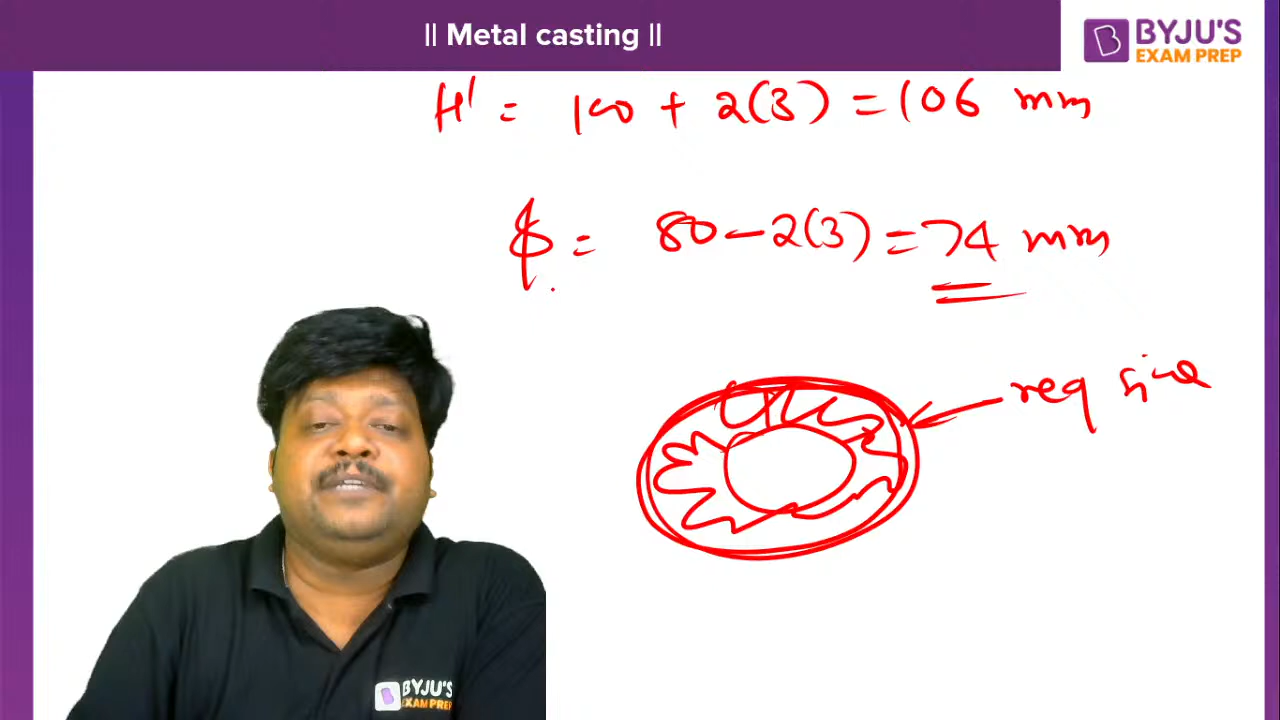 || Metal casting ||
BYJU'S
EXAM PREP
H' = 100 + 2(3) = 106 mm
ϕ = 80 - 2(3) = 74 mm
req size
BYJU'S
EXAM PREP